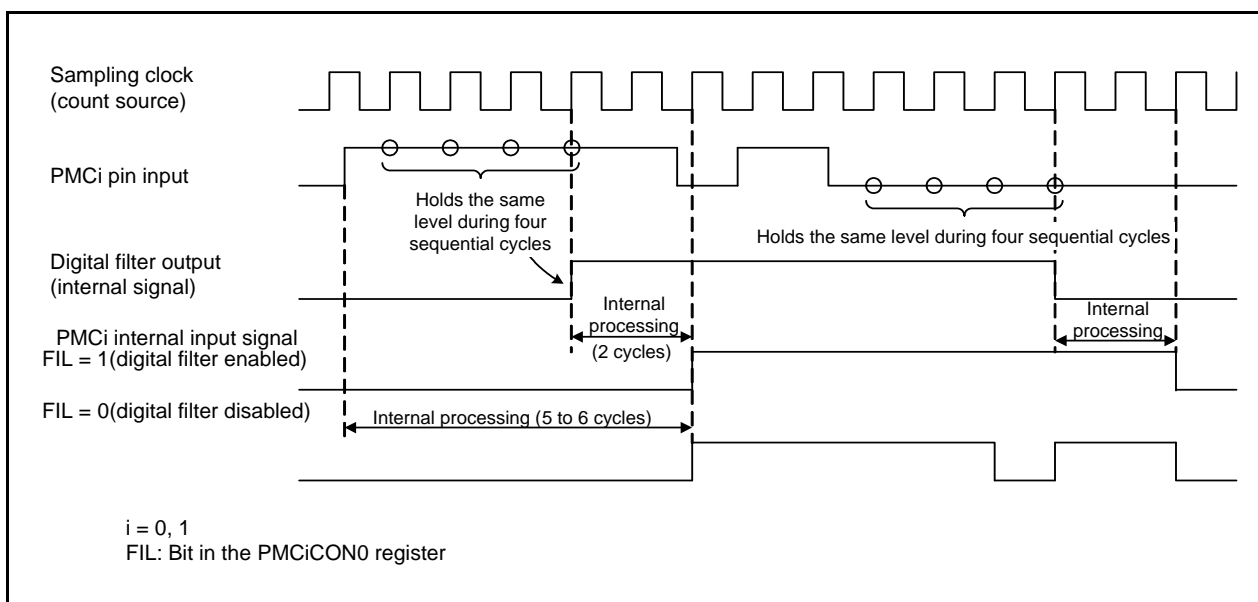 Sampling clock
(count source)
PMCi pin input
Holds the same
level during four
sequential cycles
Holds the same level during four sequential cycles
Digital filter output
(internal signal)
Internal
processing
(2 cycles)
Internal
processing
PMCi internal input signal
FIL = 1(digital filter enabled)
FIL = 0(digital filter disabled)
Internal processing (5 to 6 cycles)
i = 0, 1
FIL: Bit in the PMCiCON0 register